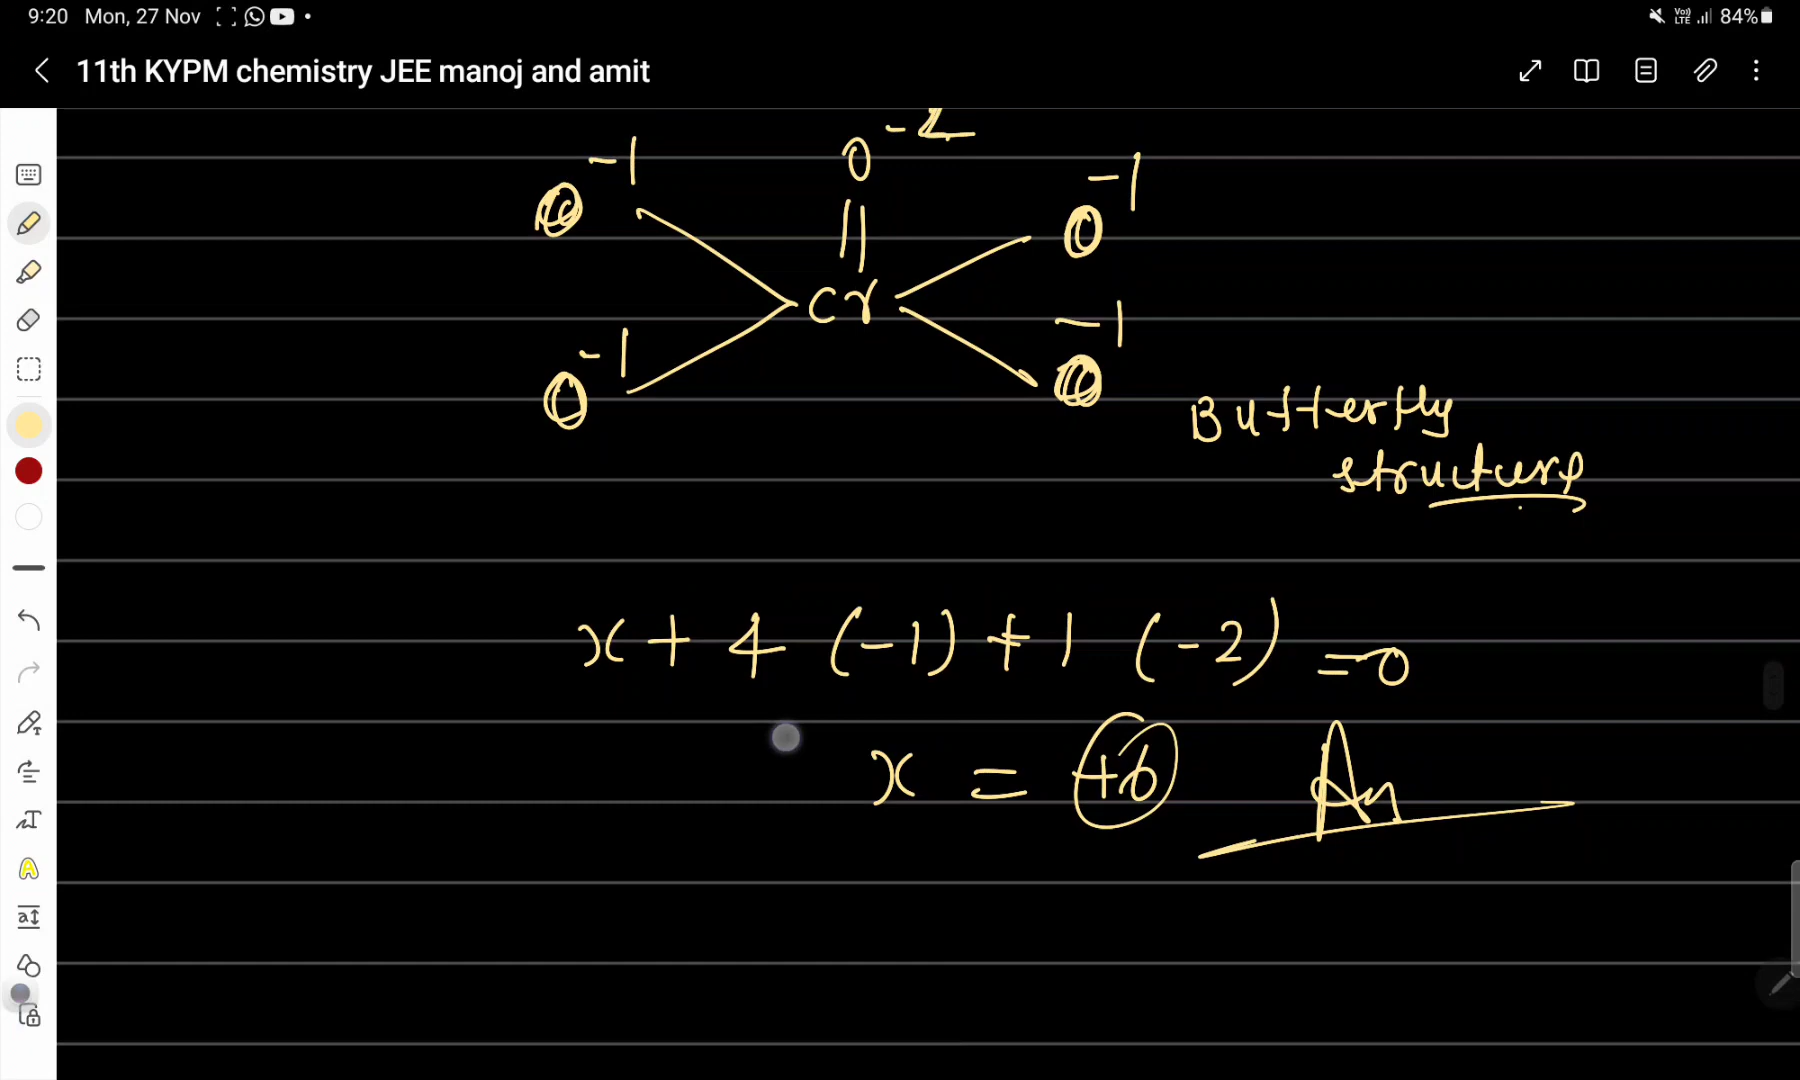 9:20 Mon, 27 Nov 84%
11th KYPM chemistry JEE manoj and amit
O -2
O -1 O -1
Cr
O -1 O -1
Butterfly
structure
x + 4 (-1) + 1 (-2) = 0
x = +6 An